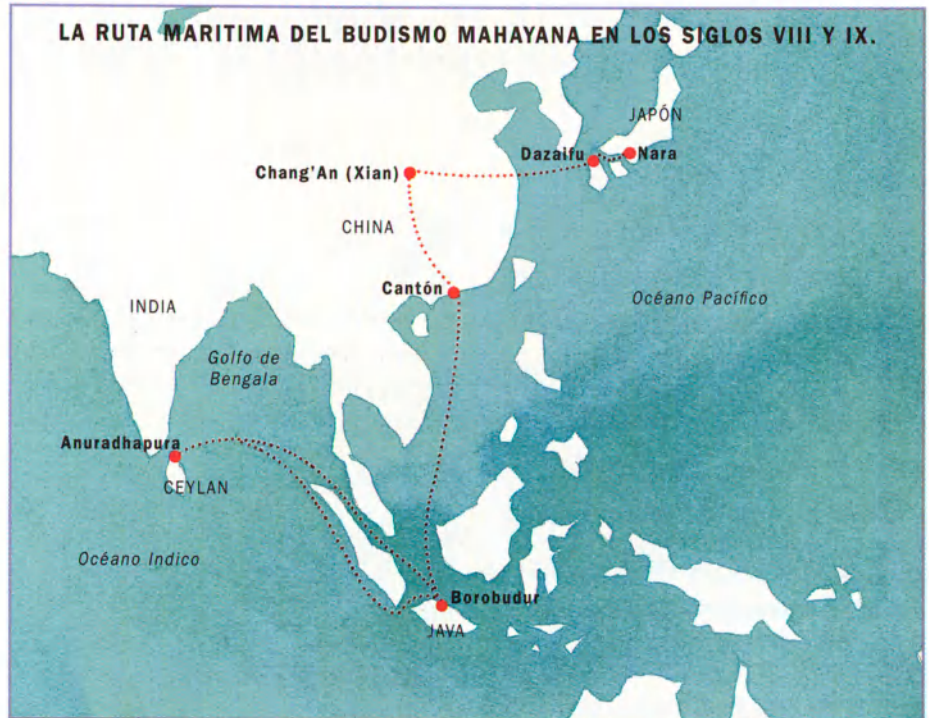 LA RUTA MARITIMA DEL BUDISMO MAHAYANA EN LOS SIGLOS VIII Y IX.
JAPÓN
Dazaifu
Nara
Chang'An (Xian)
CHINA
Cantón
Océano Pacífico
INDIA
Golfo de
Bengala
Anuradhapura
CEYLAN
Océano Indico
Borobudur
JAVA